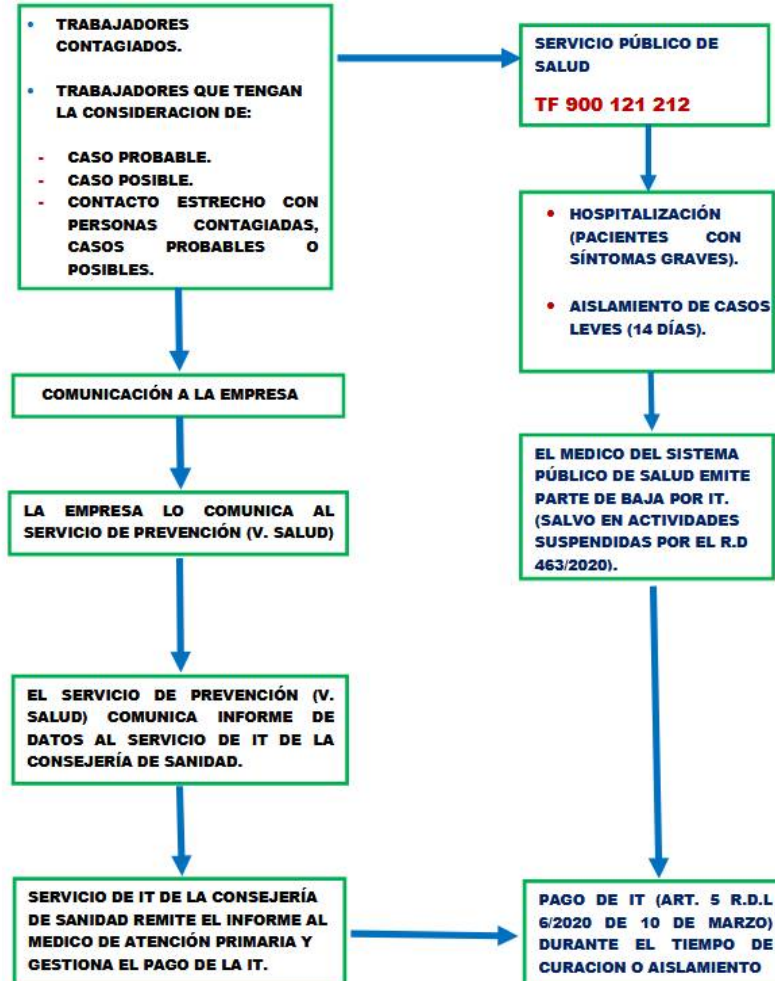 • TRABAJADORES
CONTAGIADOS.
• TRABAJADORES QUE TENGAN
LA CONSIDERACION DE:
- CASO PROBABLE.
- CASO POSIBLE.
- CONTACTO ESTRECHO CON
PERSONAS CONTAGIADAS,
CASOS PROBABLES O
POSIBLES.
SERVICIO PÚBLICO DE
SALUD
TF 900 121 212
• HOSPITALIZACIÓN
(PACIENTES CON
SÍNTOMAS GRAVES).
• AISLAMIENTO DE CASOS
LEVES (14 DÍAS).
COMUNICACIÓN A LA EMPRESA
LA EMPRESA LO COMUNICA AL
SERVICIO DE PREVENCIÓN (V. SALUD)
EL MEDICO DEL SISTEMA
PÚBLICO DE SALUD EMITE
PARTE DE BAJA POR IT.
(SALVO EN ACTIVIDADES
SUSPENDIDAS POR EL R.D
463/2020).
EL SERVICIO DE PREVENCIÓN (V.
SALUD) COMUNICA INFORME DE
DATOS AL SERVICIO DE IT DE LA
CONSEJERÍA DE SANIDAD.
SERVICIO DE IT DE LA CONSEJERÍA
DE SANIDAD REMITE EL INFORME AL
MEDICO DE ATENCIÓN PRIMARIA Y
GESTIONA EL PAGO DE LA IT.
PAGO DE IT (ART. 5 R.D.L
6/2020 DE 10 DE MARZO)
DURANTE EL TIEMPO DE
CURACION O AISLAMIENTO